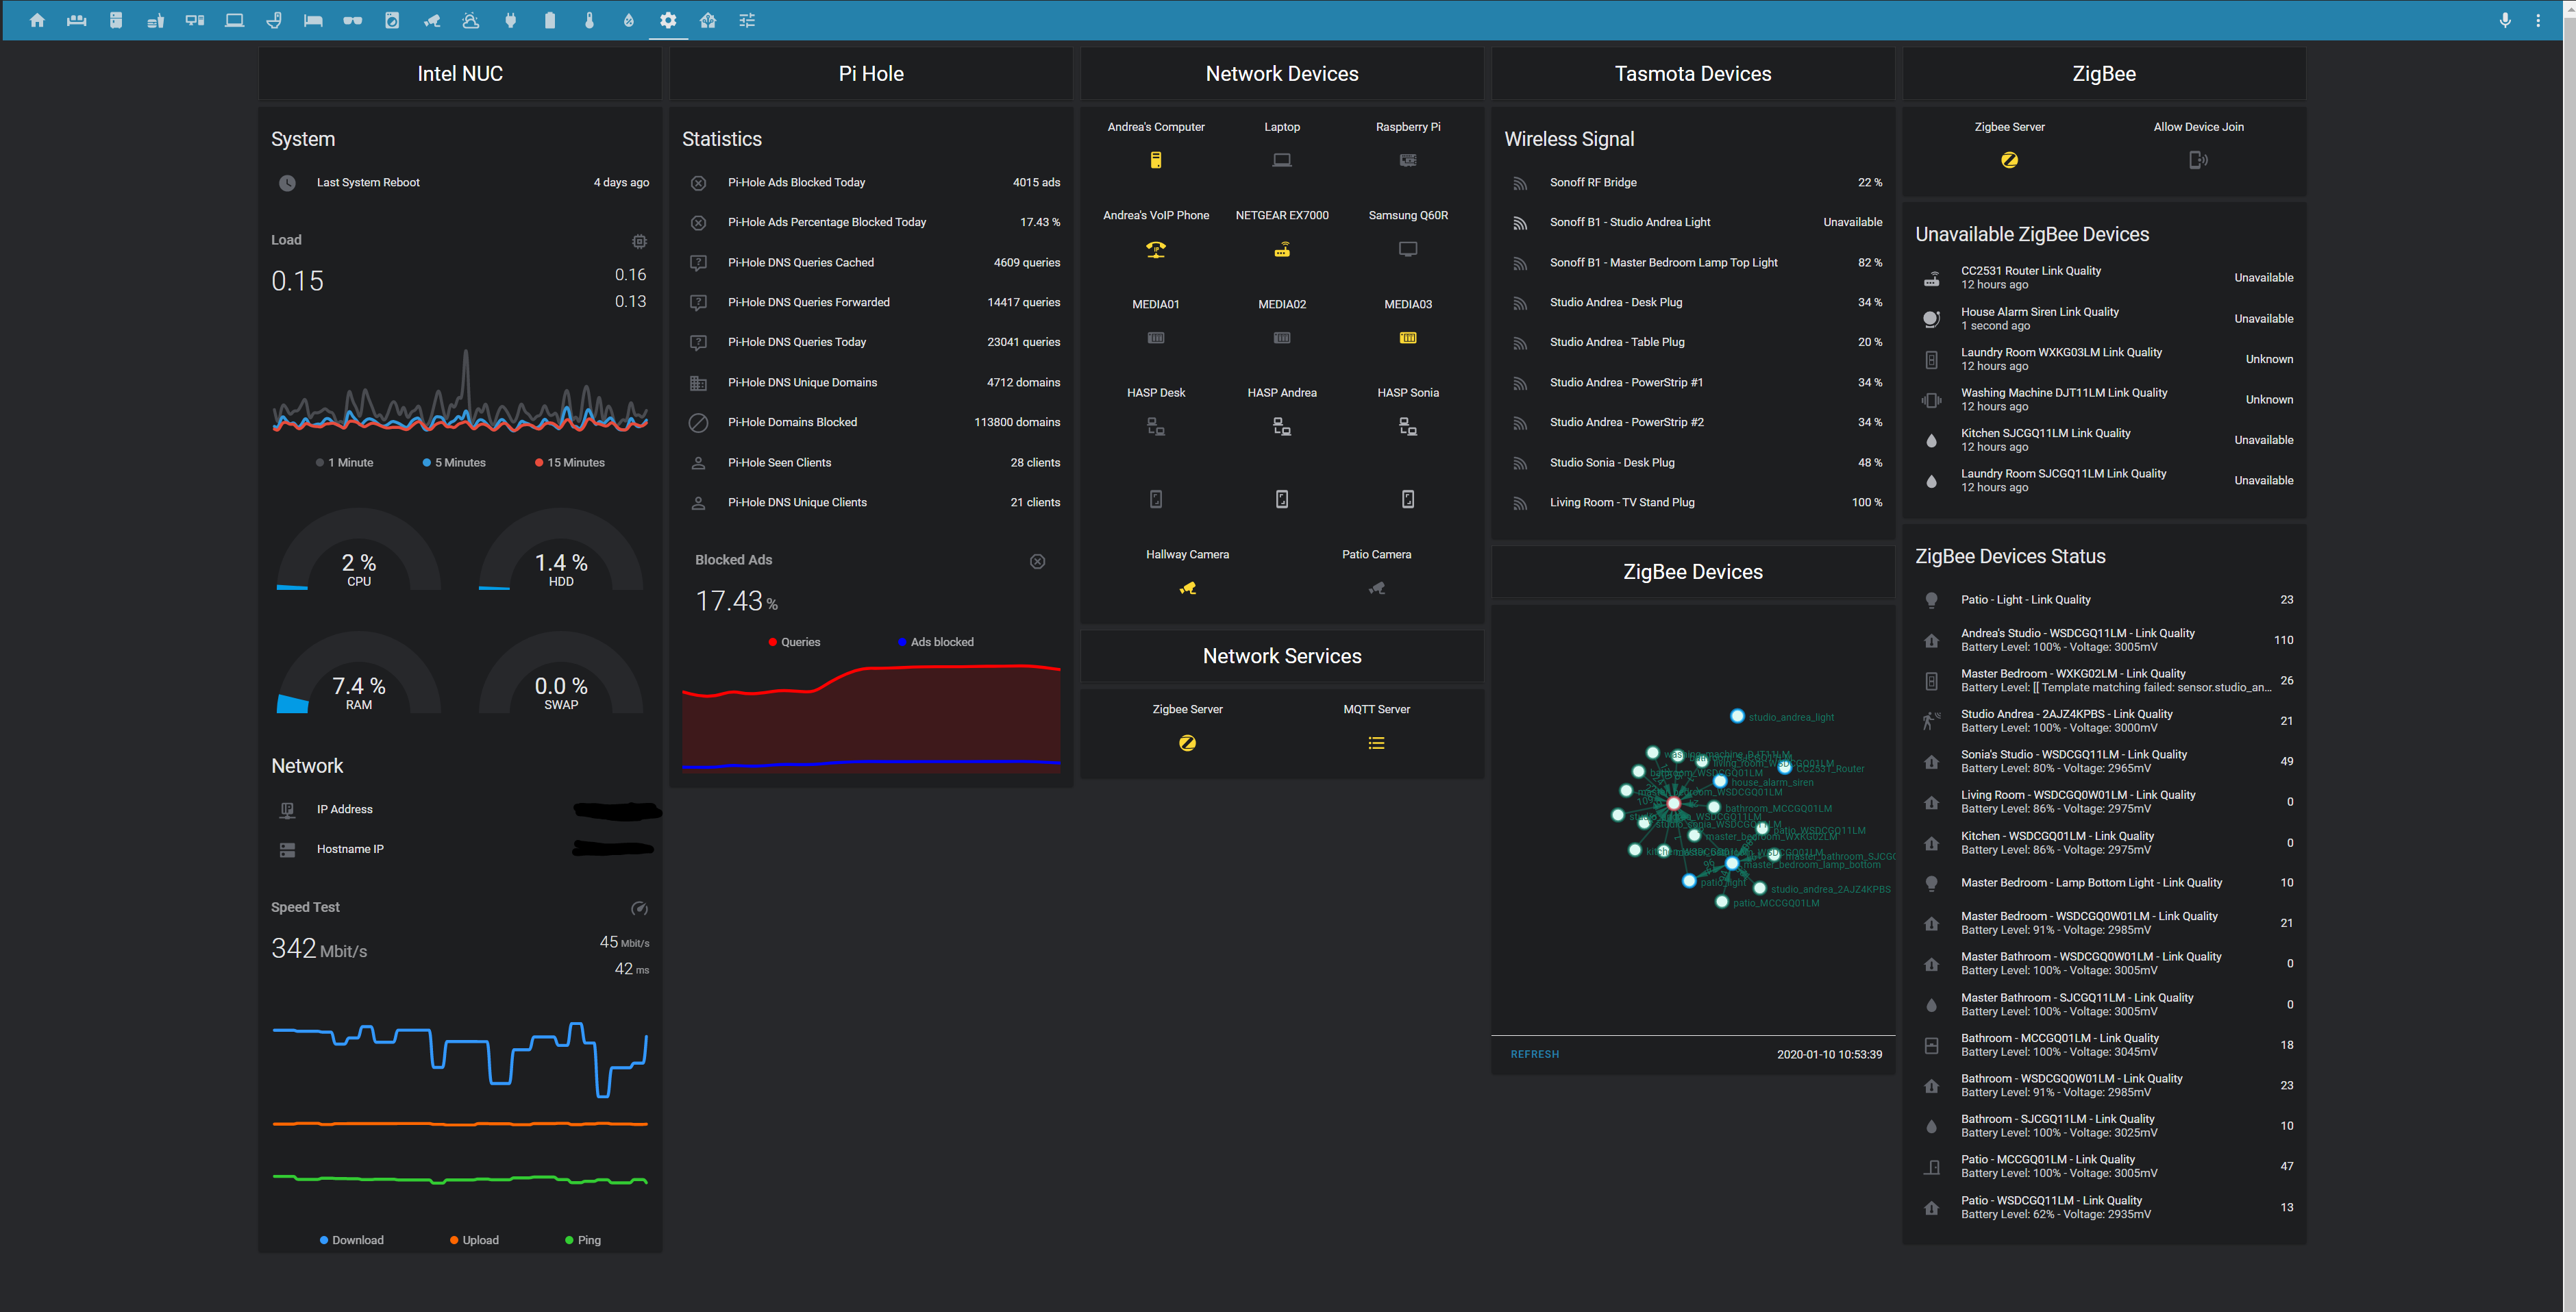 Intel NUC
System
Last System Reboot 4 days ago
Load
0.15
0.16
0.13
1 Minute 5 Minutes 15 Minutes
2 %
CPU
1.4 %
HDD
7.4 %
RAM
0.0 %
SWAP
Network
IP Address
Hostname IP
Speed Test
342 Mbit/s
45 Mbit/s
42 ms
Download Upload Ping
Pi Hole
Statistics
Pi-Hole Ads Blocked Today 4015 ads
Pi-Hole Ads Percentage Blocked Today 17.43 %
Pi-Hole DNS Queries Cached 4609 queries
Pi-Hole DNS Queries Forwarded 14417 queries
Pi-Hole DNS Queries Today 23041 queries
Pi-Hole DNS Unique Domains 4712 domains
Pi-Hole Domains Blocked 113800 domains
Pi-Hole Seen Clients 28 clients
Pi-Hole DNS Unique Clients 21 clients
Blocked Ads
17.43 %
Queries Ads blocked
Network Devices
Andrea's Computer Laptop Raspberry Pi
Andrea's VoIP Phone NETGEAR EX7000 Samsung Q60R
MEDIA01 MEDIA02 MEDIA03
HASP Desk HASP Andrea HASP Sonia
Hallway Camera Patio Camera
Network Services
Zigbee Server MQTT Server
Tasmota Devices
Wireless Signal
Sonoff RF Bridge 22 %
Sonoff B1 - Studio Andrea Light Unavailable
Sonoff B1 - Master Bedroom Lamp Top Light 82 %
Studio Andrea - Desk Plug 34 %
Studio Andrea - Table Plug 20 %
Studio Andrea - PowerStrip #1 34 %
Studio Andrea - PowerStrip #2 34 %
Studio Sonia - Desk Plug 48 %
Living Room - TV Stand Plug 100 %
ZigBee Devices
studio_andrea_light
CC2531_Router
house_alarm_siren
bathroom_MCCGQ01LM
master_bedroom_WXKG02LM
master_bedroom_lamp_bottom
patio_light
studio_andrea_2AJZ4KPBS
patio_MCCGQ01LM
REFRESH 2020-01-10 10:53:39
ZigBee
Zigbee Server Allow Device Join
Unavailable ZigBee Devices
CC2531 Router Link Quality Unavailable
12 hours ago
House Alarm Siren Link Quality Unavailable
1 second ago
Laundry Room WXKG03LM Link Quality Unknown
12 hours ago
Washing Machine DJT11LM Link Quality Unknown
12 hours ago
Kitchen SJCGQ11LM Link Quality Unavailable
12 hours ago
Laundry Room SJCGQ11LM Link Quality Unavailable
12 hours ago
ZigBee Devices Status
Patio - Light - Link Quality 23
Andrea's Studio - WSDCGQ11LM - Link Quality 110
Battery Level: 100% - Voltage: 3005mV
Master Bedroom - WXKG02LM - Link Quality 26
Battery Level: [[ Template matching failed: sensor.studio_an...
Studio Andrea - 2AJZ4KPBS - Link Quality 21
Battery Level: 100% - Voltage: 3000mV
Sonia's Studio - WSDCGQ11LM - Link Quality 49
Battery Level: 80% - Voltage: 2965mV
Living Room - WSDCGQ0W01LM - Link Quality 0
Battery Level: 86% - Voltage: 2975mV
Kitchen - WSDCGQ01LM - Link Quality 0
Battery Level: 86% - Voltage: 2975mV
Master Bedroom - Lamp Bottom Light - Link Quality 10
Master Bedroom - WSDCGQ0W01LM - Link Quality 21
Battery Level: 91% - Voltage: 2985mV
Master Bathroom - WSDCGQ0W01LM - Link Quality 0
Battery Level: 100% - Voltage: 3005mV
Master Bathroom - SJCGQ11LM - Link Quality 0
Battery Level: 100% - Voltage: 3005mV
Bathroom - MCCGQ01LM - Link Quality 18
Battery Level: 100% - Voltage: 3045mV
Bathroom - WSDCGQ0W01LM - Link Quality 23
Battery Level: 91% - Voltage: 2985mV
Bathroom - SJCGQ11LM - Link Quality 10
Battery Level: 100% - Voltage: 3025mV
Patio - MCCGQ01LM - Link Quality 47
Battery Level: 100% - Voltage: 3005mV
Patio - WSDCGQ11LM - Link Quality 13
Battery Level: 62% - Voltage: 2935mV